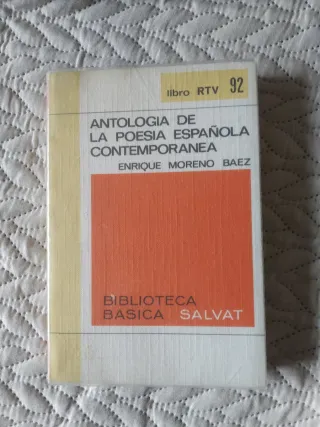 libro RTV 92
ANTOLOGIA DE
LA POESIA ESPAÑOLA
CONTEMPORANEA
ENRIQUE MORENO BAEZ
BIBLIOTECA
BASICA SALVAT